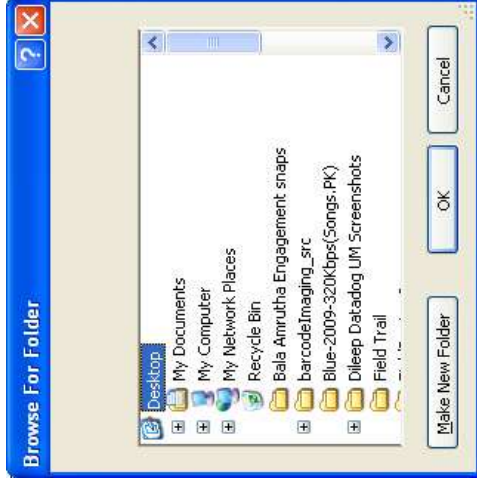 Browse For Folder
Desktop
My Documents
My Computer
My Network Places
Recycle Bin
Bala Amrutha Engagement snaps
barcodeImaging_src
Blue-2009-320Kbps(Songs.PK)
Dileep Datadog UM Screenshots
Field Trail
Make New Folder
OK
Cancel